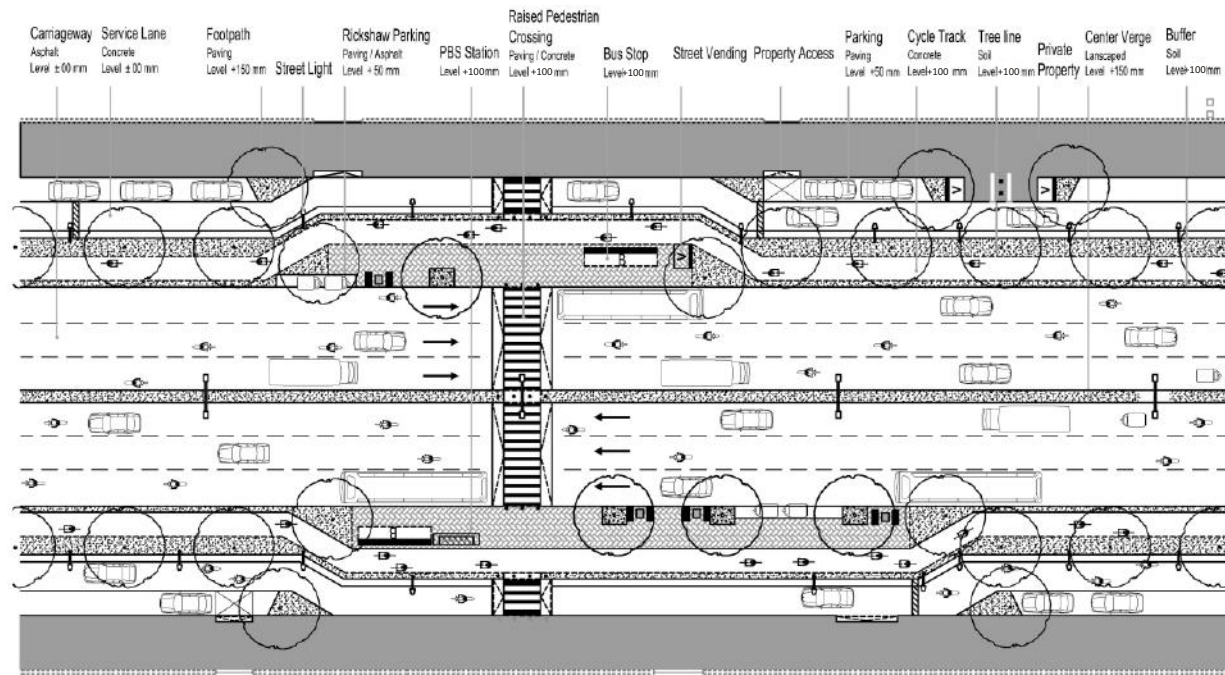 Carriageway
Asphalt
Level ±00 mm
Service Lane
Concrete
Level ±00 mm
Footpath
Paving
Level +150 mm
Street Light
Rickshaw Parking
Paving / Asphalt
Level +50 mm
PBS Station
Level +100mm
Raised Pedestrian
Crossing
Paving / Concrete
Level+100 mm
Bus Stop
Level+100mm
Street Vending
Property Access
Parking
Paving
Level +50 mm
Cycle Track
Concrete
Level+100 mm
Tree line
Soil
Level+100mm
Private
Property
Center Verge
Lanscaped
Level +150 mm
Buffer
Soil
Level+100mm
V
V
B
V
B